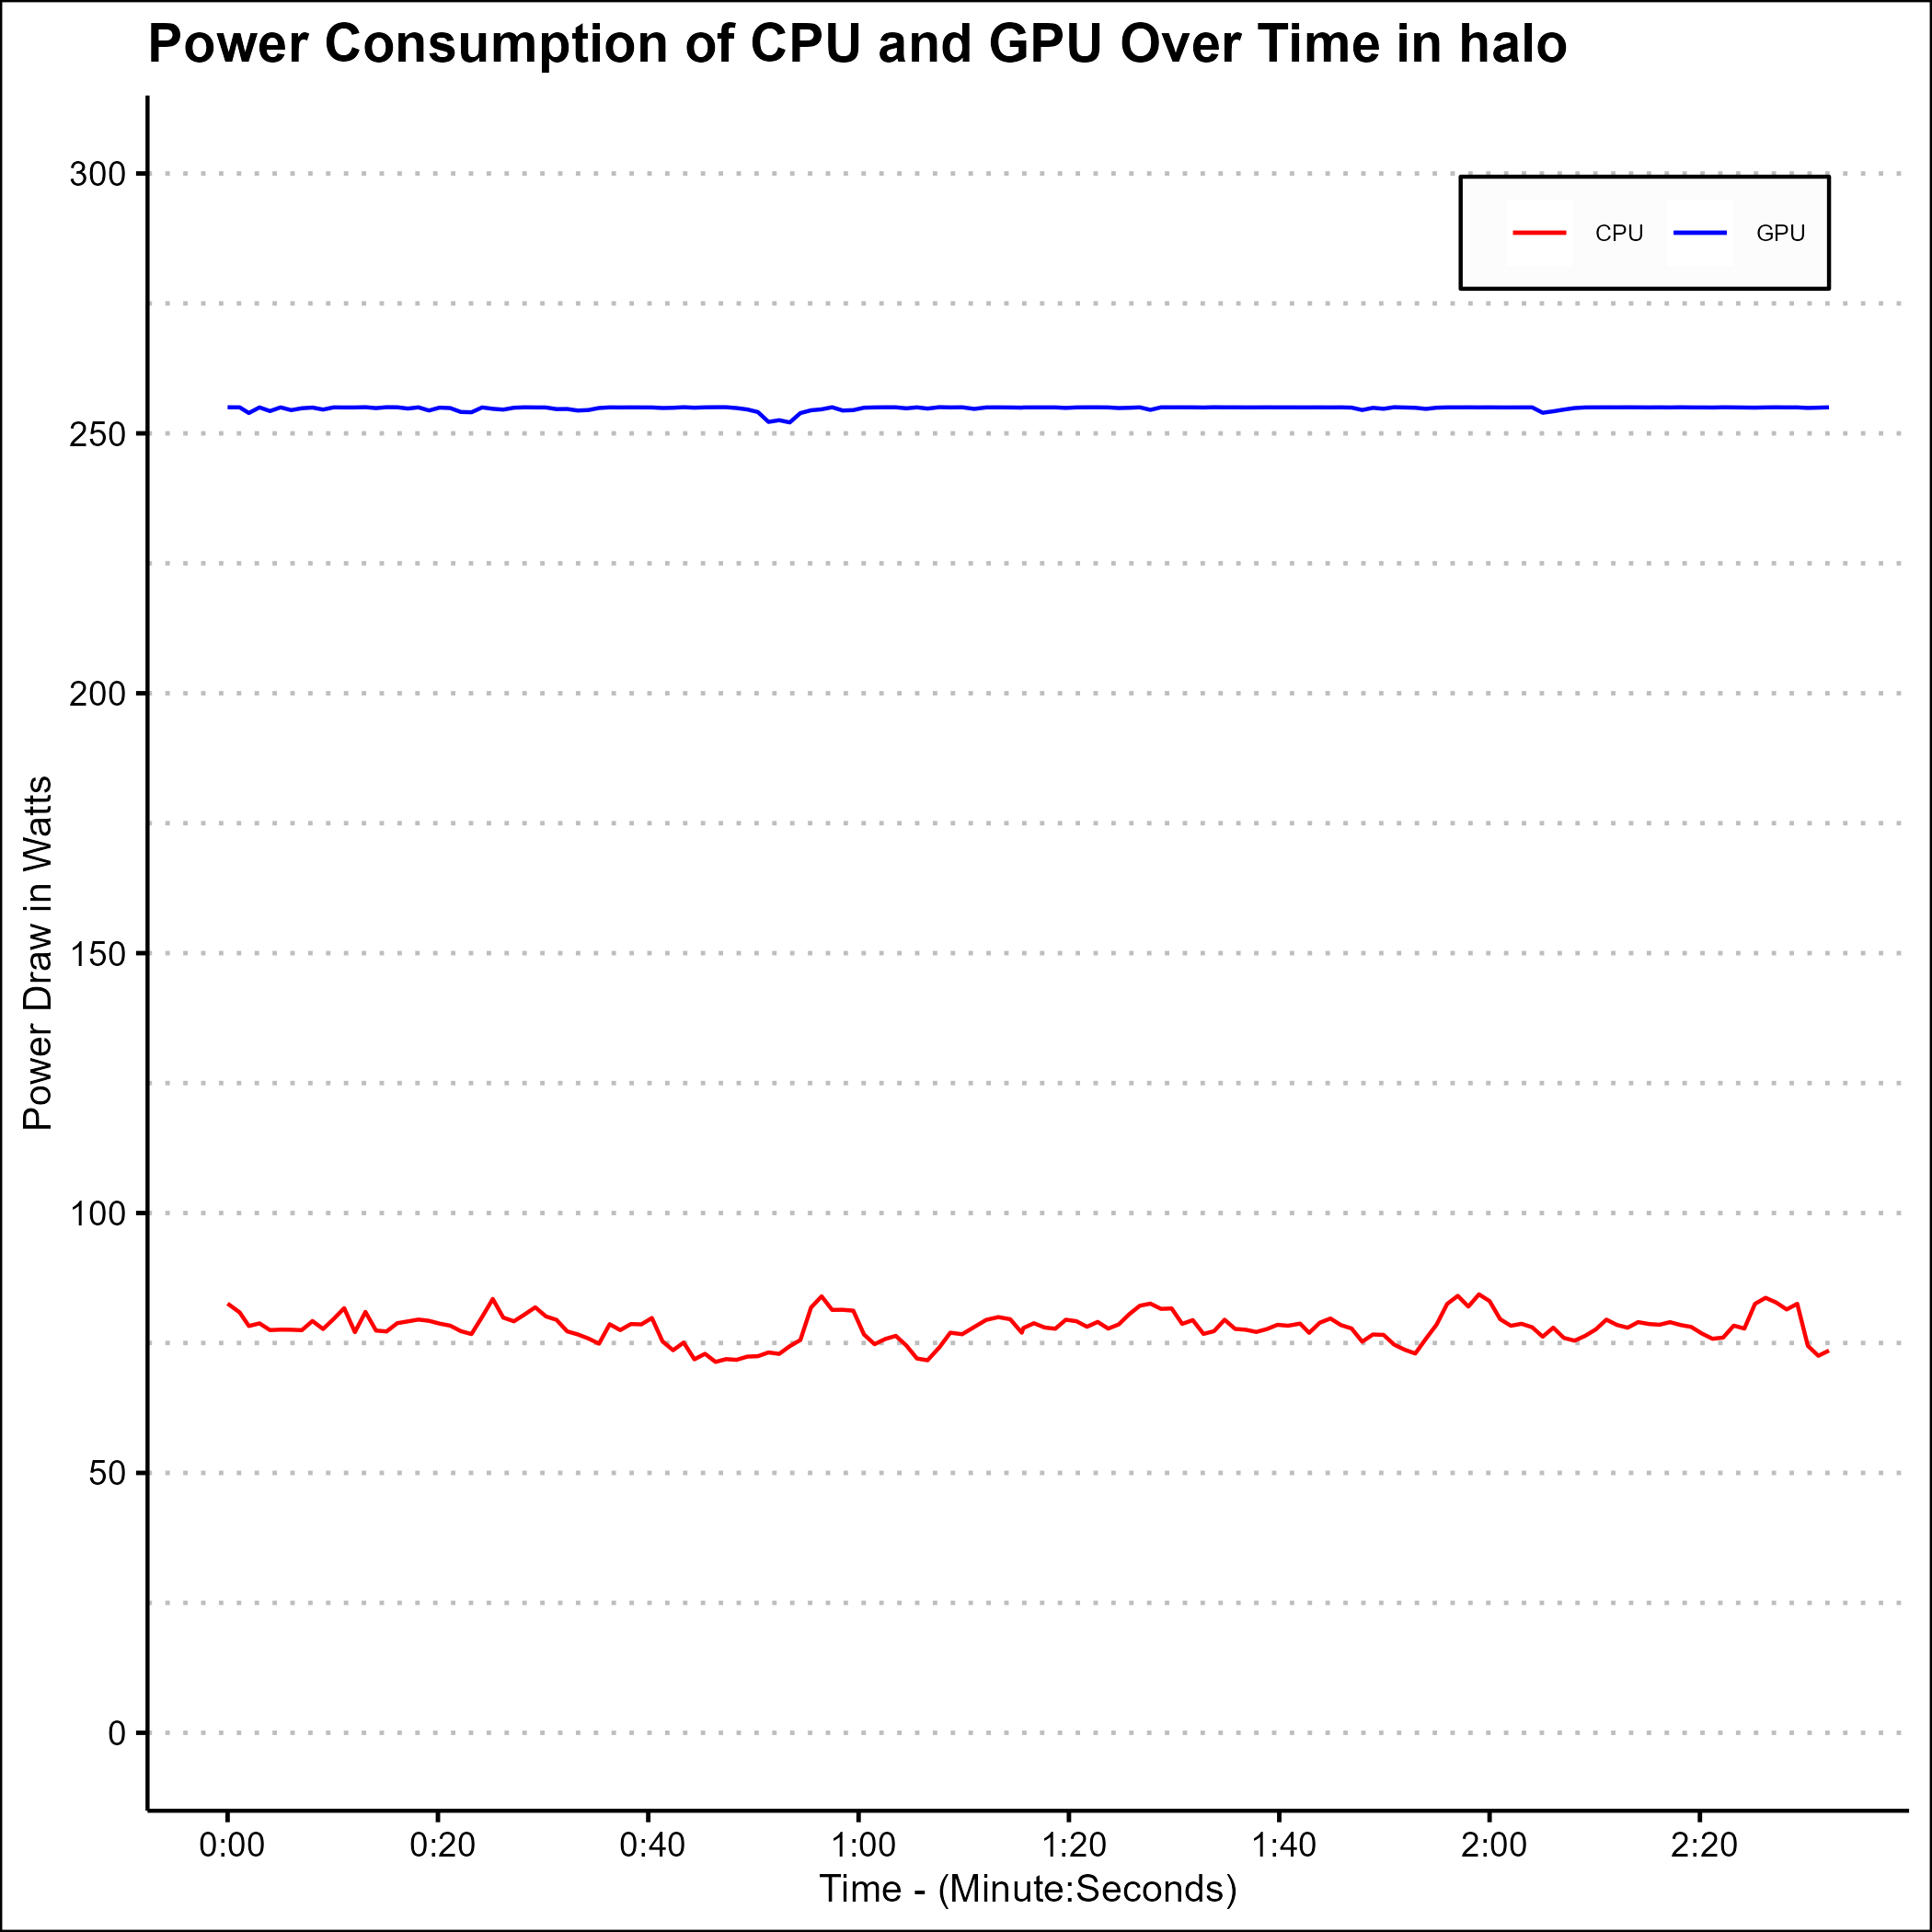 Power Consumption of CPU and GPU Over Time in halo
300
CPU GPU
250
200
150
100
50
0
Power Draw in Watts
0:00 0:20 0:40 1:00 1:20 1:40 2:00 2:20
Time - (Minute:Seconds)